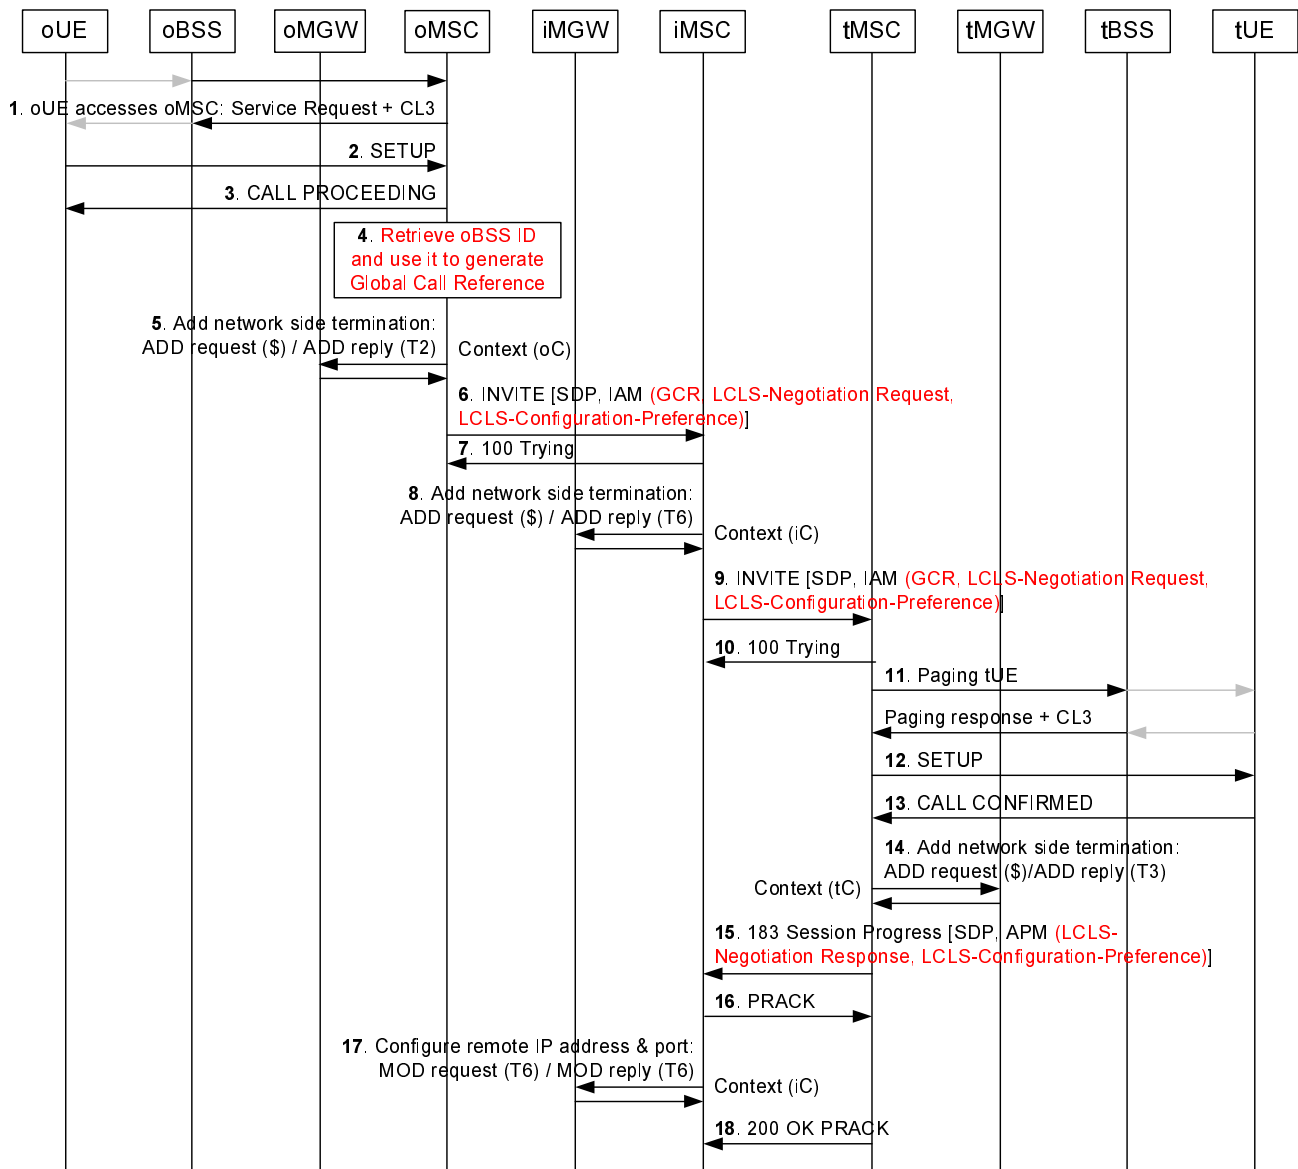 oUE oBSS oMGW oMSC iMGW iMSC tMSC tMGW tBSS tUE
1. oUE accesses oMSC: Service Request + CL3
2. SETUP
3. CALL PROCEEDING
4. Retrieve oBSS ID
and use it to generate
Global Call Reference
5. Add network side termination:
ADD request ($) / ADD reply (T2)
Context (oC)
6. INVITE [SDP, IAM (GCR, LCLS-Negotiation Request,
LCLS-Configuration-Preference)]
7. 100 Trying
8. Add network side termination:
ADD request ($) / ADD reply (T6)
Context (iC)
9. INVITE [SDP, IAM (GCR, LCLS-Negotiation Request,
LCLS-Configuration-Preference)]
10. 100 Trying
11. Paging tUE
Paging response + CL3
12. SETUP
13. CALL CONFIRMED
14. Add network side termination:
ADD request ($)/ADD reply (T3)
Context (tC)
15. 183 Session Progress [SDP, APM (LCLS-
Negotiation Response, LCLS-Configuration-Preference)]
16. PRACK
17. Configure remote IP address & port:
MOD request (T6) / MOD reply (T6)
Context (iC)
18. 200 OK PRACK